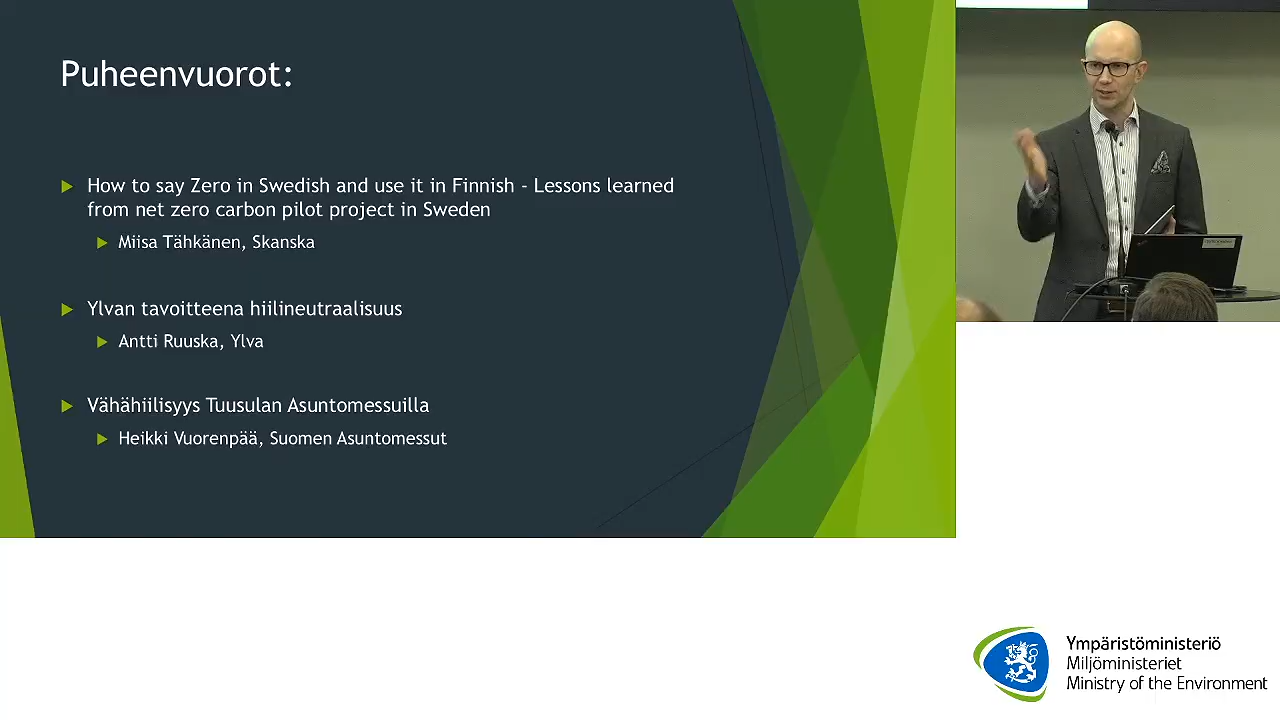 Puheenvuorot:
How to say Zero in Swedish and use it in Finnish - Lessons learned
from net zero carbon pilot project in Sweden
Miisa Tähkänen, Skanska
Ylvan tavoitteena hiilineutraalisuus
Antti Ruuska, Ylva
Vähähiilisyys Tuusulan Asuntomessuilla
Heikki Vuorenpää, Suomen Asuntomessut
Ympäristöministeriö
Miljöministeriet
Ministry of the Environment